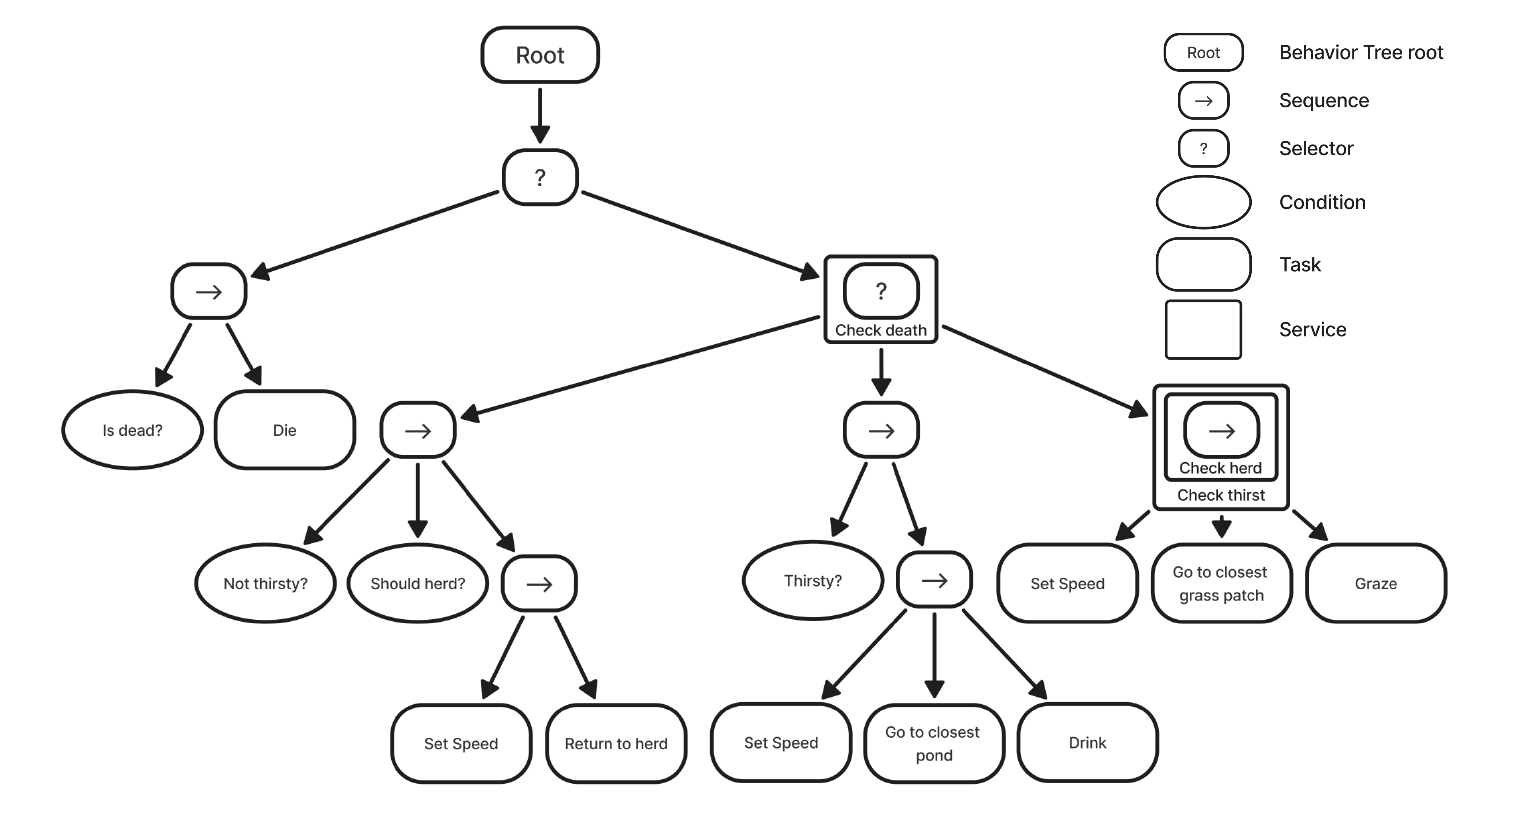 Root
?
→
?
Check death
Is dead?
Die
→
→
→
Check herd
Check thirst
Not thirsty?
Should herd?
→
Thirsty?
→
Set Speed
Go to closest
grass patch
Graze
Set Speed
Return to herd
Set Speed
Go to closest
pond
Drink
Root
Behavior Tree root
→
Sequence
?
Selector
Condition
Task
Service